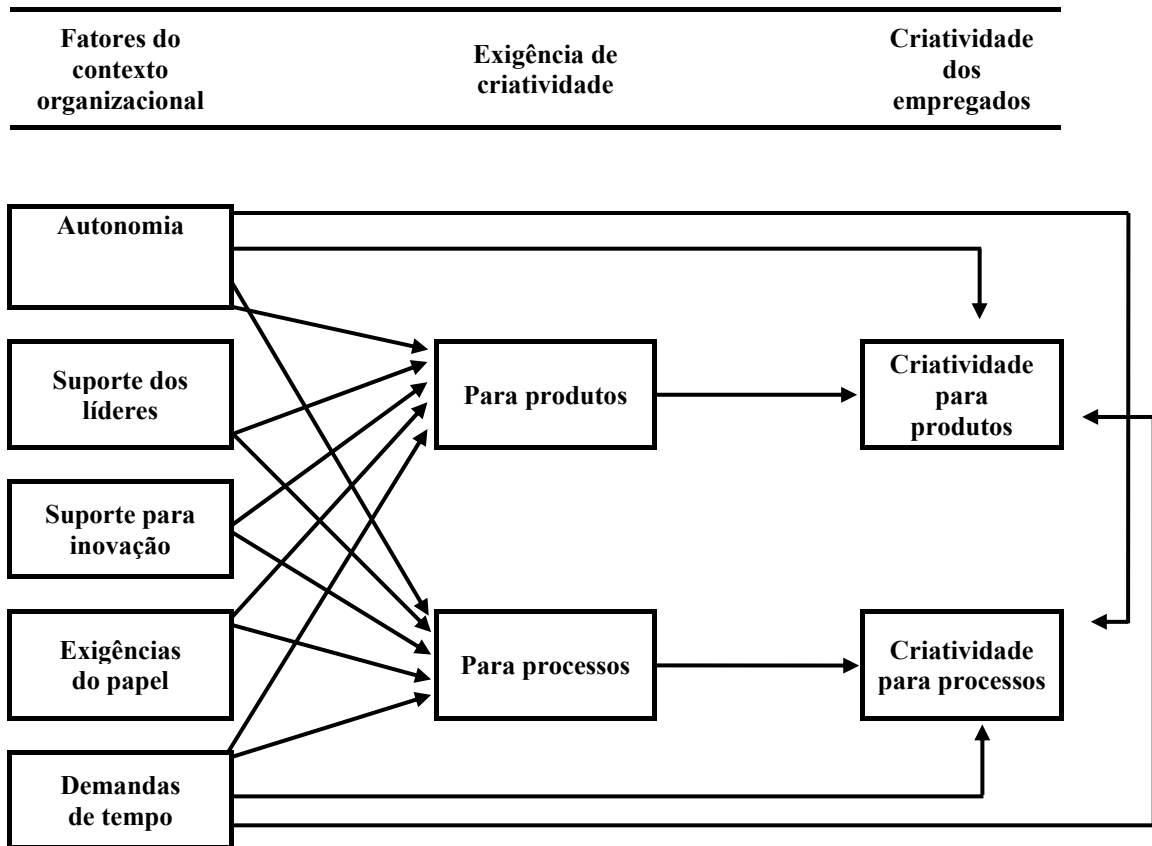 Fatores do
contexto
organizacional
Exigência de
criatividade
Criatividade
dos
empregados
Autonomia
Suporte dos
líderes
Suporte para
inovação
Exigências
do papel
Demandas
de tempo
Para produtos
Para processos
Criatividade
para
produtos
Criatividade
para processos